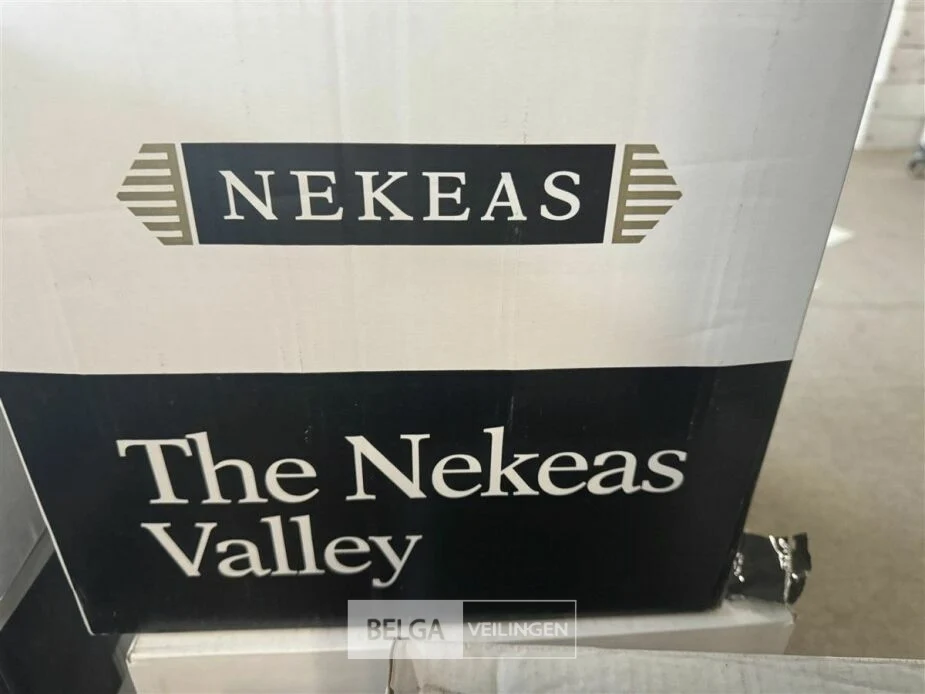 NEKEAS
The Nekeas
Valley
BELGA VEILINGEN